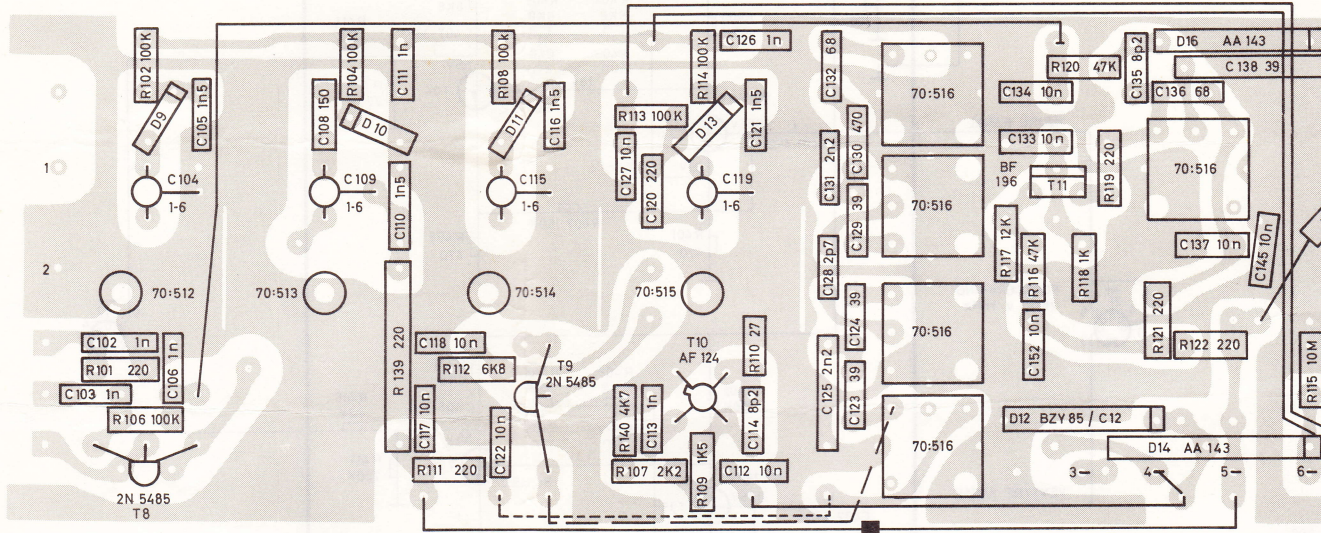 R102 100K
D9
C105 1n5
R104 100K
C111 1n
C108 150
D10
R108 100K
D11
C116 1n5
R114 100K
C126 1n
R113 100K
D13
C121 1n5
C127 10n
C120 220
C132 68
C130 470
C131 2n2
C129 39
C128 2p7
70:516
R120 47K
C135 8p2
D16 AA 143
C 138 39
C134 10n
C136 68
C133 10n
BF
196
T11
R119 220
70:516
1
C104
1-6
C109
1-6
C110 1n5
C115
1-6
C119
1-6
70:516
R117 12K
R116 47K
R118 1K
C137 10n
C145 10n
2
70:512
70:513
70:514
70:515
C124 39
70:516
C152 10n
R121 220
R122 220
R115 10M
C102 1n
R101 220
C103 1n
C106 1n
R106 100K
R 139 220
C118 10n
R112 6K8
T9
2N 5485
T10
AF 124
R110 27
C125 2n2
C123 39
C117 10n
C122 10n
R140 4K7
C113 1n
C114 8p2
70:516
D12 BZY 85 / C12
D14 AA 143
R111 220
R107 2K2
R109 1K5
C112 10n
3
4
5
6
2N 5485
T8